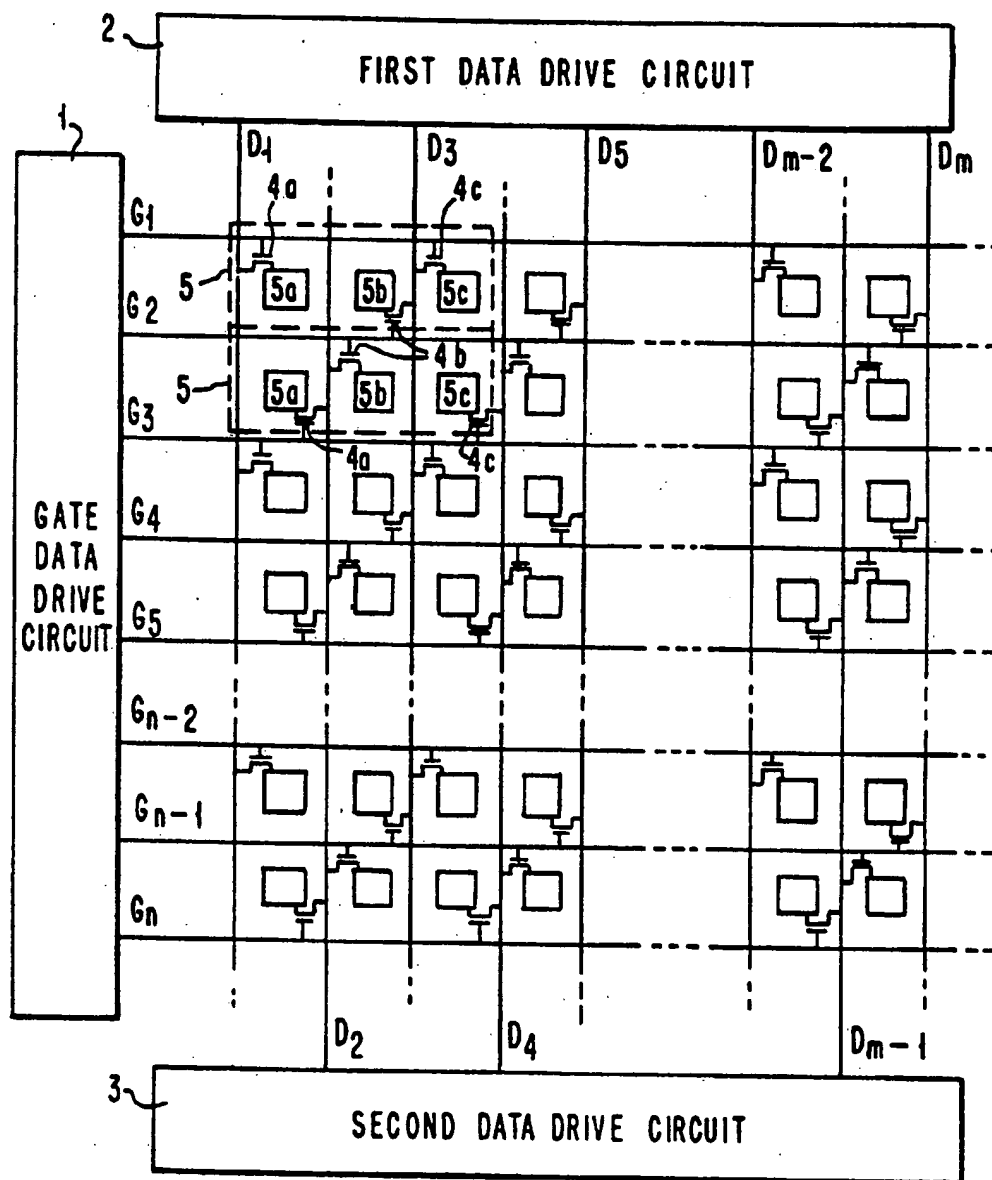 2
FIRST DATA DRIVE CIRCUIT
1
D1
D3
D5
Dm-2
Dm
4a
4c
G1
5
5a
5b
5c
G2
4b
5
5a
5b
5c
G3
4a
4c
GATE
DATA
DRIVE
CIRCUIT
G4
G5
Gn-2
Gn-1
Gn
D2
D4
Dm-1
3
SECOND DATA DRIVE CIRCUIT